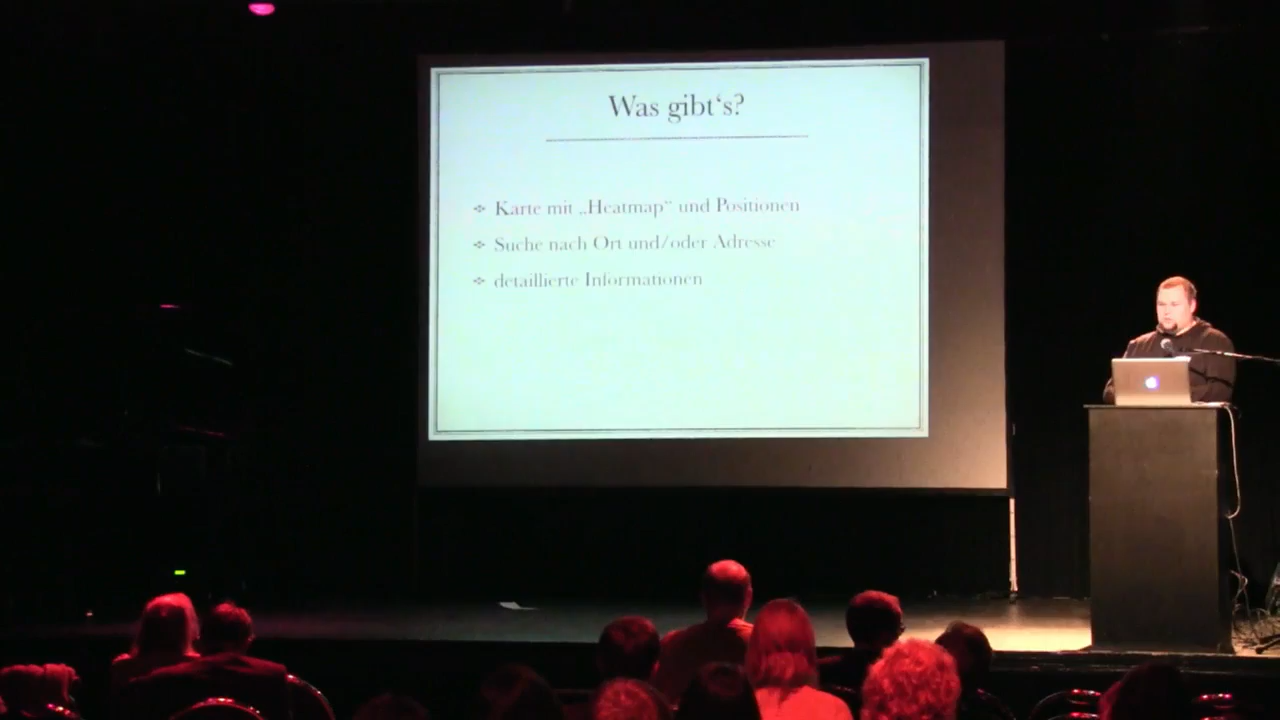 Was gibt‘s?
Karte mit „Heatmap“ und Positionen
Suche nach Ort und/oder Adresse
detaillierte Informationen